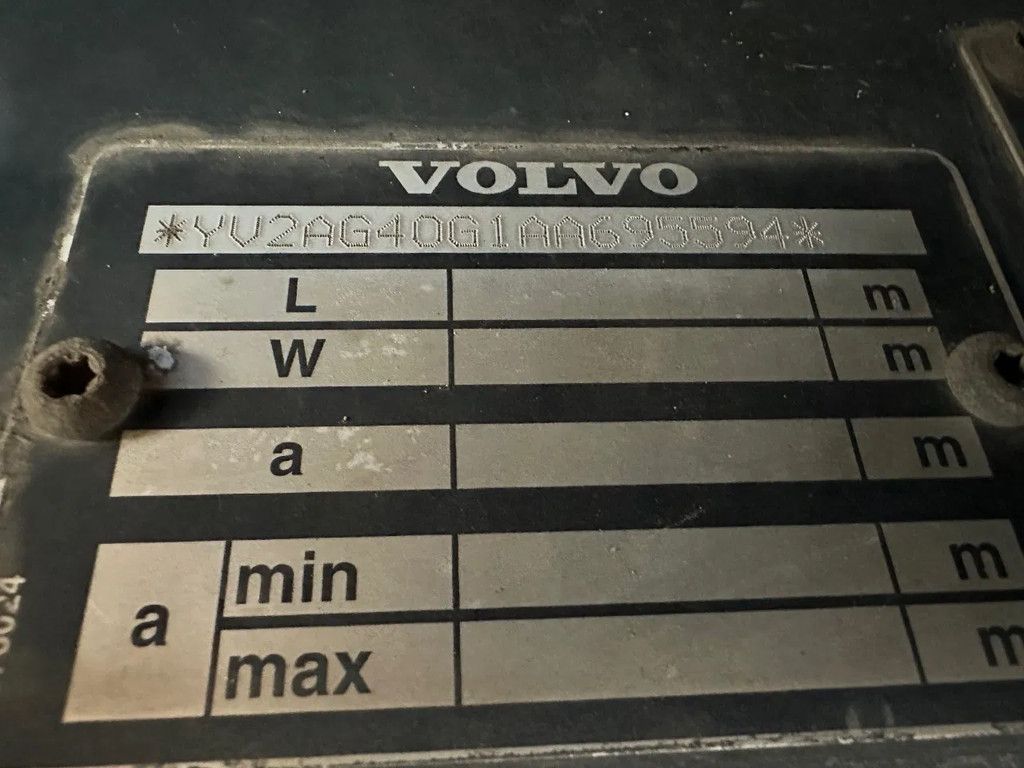 VOLVO
*YV2AG40G1AA695594*
L m
W m
a m
min m
a
max m